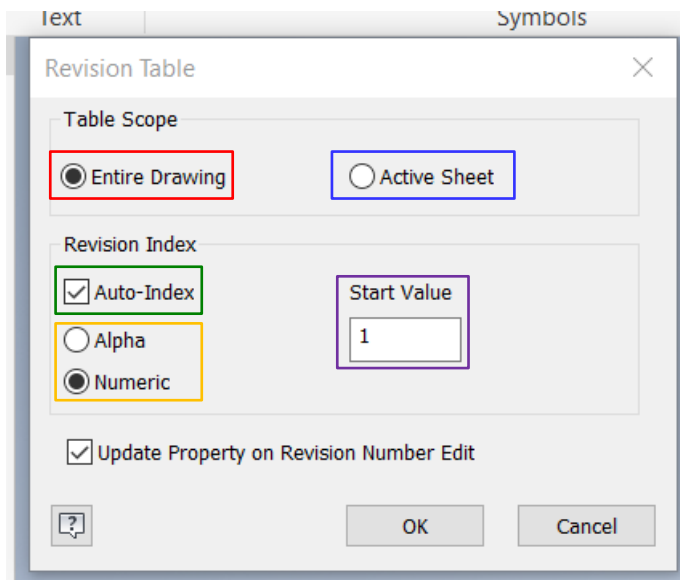 Text Symbols
Revision Table
Table Scope
Entire Drawing Active Sheet
Revision Index
Auto-Index Start Value
Alpha 1
Numeric
Update Property on Revision Number Edit
? OK Cancel